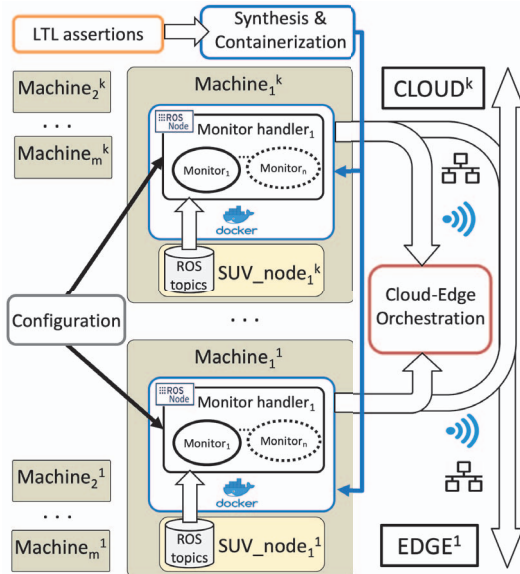 LTL assertions
Synthesis &
Containerization
Machine₂ᵏ
. . .
Machineₘᵏ
Machine₁ᵏ
ROS
Node
Monitor handler₁
Monitor₁
Monitorₙ
docker
ROS
topics
SUV_node₁ᵏ
CLOUDᵏ
Cloud-Edge
Orchestration
Configuration
. . .
Machine₁¹
ROS
Node
Monitor handler₁
Monitor₁
Monitorₙ
docker
ROS
topics
SUV_node₁¹
Machine₂¹
. . .
Machineₘ¹
EDGE¹